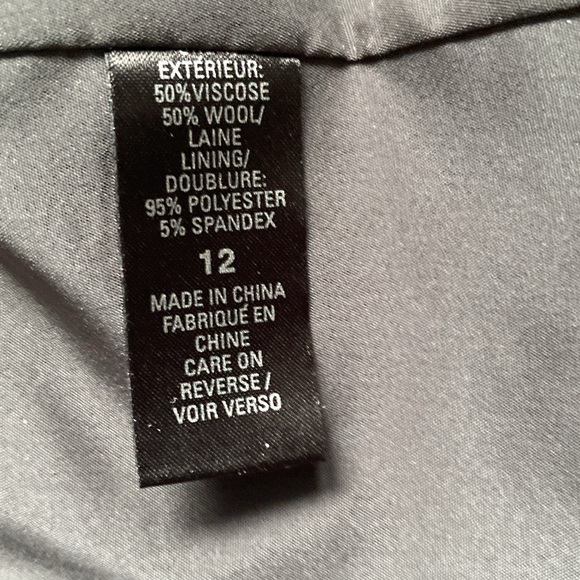 EXTÉRIEUR:
50%VISCOSE
50% WOOL/
LAINE
LINING/
DOUBLURE:
95% POLYESTER
5% SPANDEX
12
MADE IN CHINA
FABRIQUÉ EN
CHINE
CARE ON
REVERSE/
VOIR VERSO